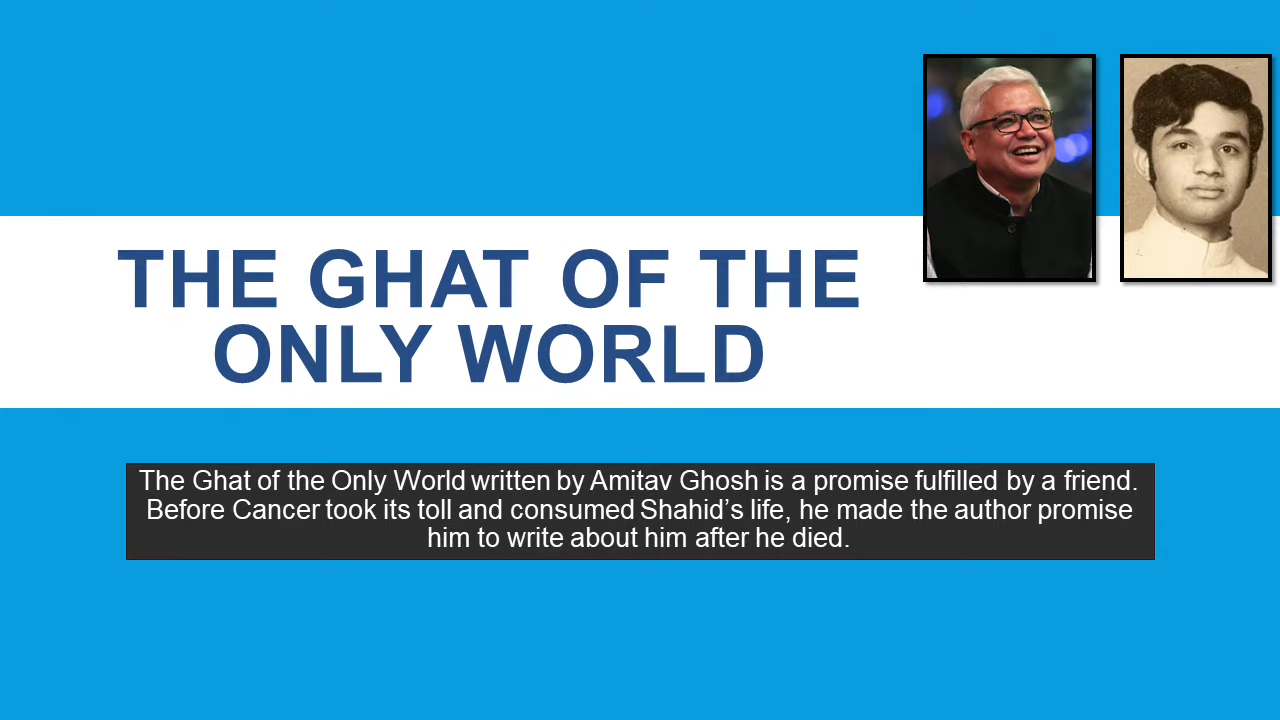 THE GHAT OF THE
ONLY WORLD
The Ghat of the Only World written by Amitav Ghosh is a promise fulfilled by a friend.
Before Cancer took its toll and consumed Shahid’s life, he made the author promise
him to write about him after he died.